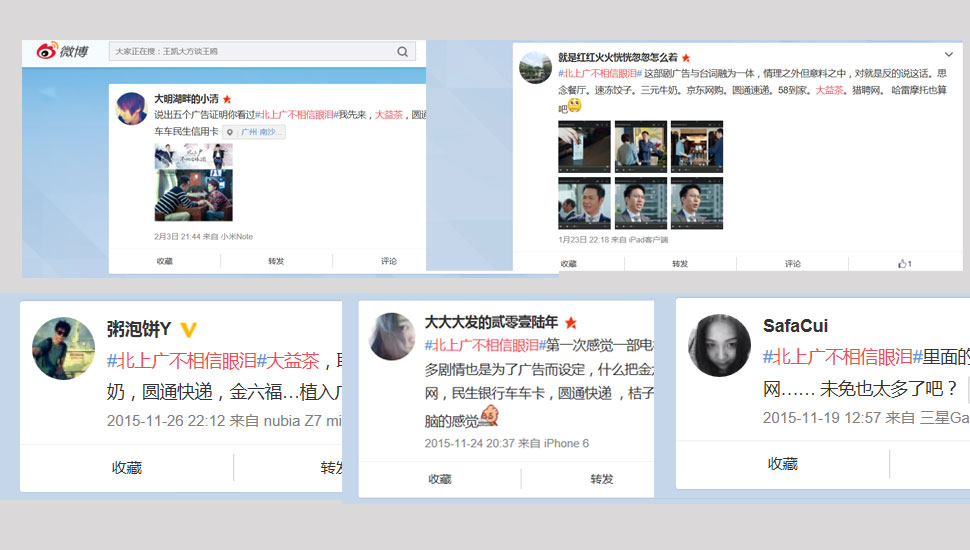 微博
大家正在搜：王凯大方谈王鸥
大明湖畔的小清
说出五个广告证明你看过#北上广不相信眼泪#我先来，大益茶，圆通
车车民生信用卡 广州·南沙...
2月3日 21:44 来自 小米Note
收藏 转发 评论
就是红红火火恍恍忽忽怎么着
#北上广不相信眼泪# 这部剧广告与台词融为一体，情理之外但意料之中，对就是反的说这话。思
念餐厅。速冻饺子。三元牛奶。京东网购。圆通速递。58到家。大益茶。猎聘网。 哈雷摩托也算
吧
1月23日 22:18 来自 iPad客户端
收藏 转发 评论 1
粥泡饼Y
#北上广不相信眼泪#大益茶，
奶，圆通快递，金六福...植入广
2015-11-26 22:12 来自 nubia Z7 mi
收藏 转发
大大大发的贰零壹陆年
#北上广不相信眼泪#第一次感觉一部电
多剧情也是为了广告而设定，什么把金六
网，民生银行车车卡，圆通快递 ，桔子
脑的感觉
2015-11-24 20:37 来自 iPhone 6
收藏 转发
SafaCui
#北上广不相信眼泪#里面的
网...... 未免也太多了吧？
2015-11-19 12:57 来自 三星Ga
收藏